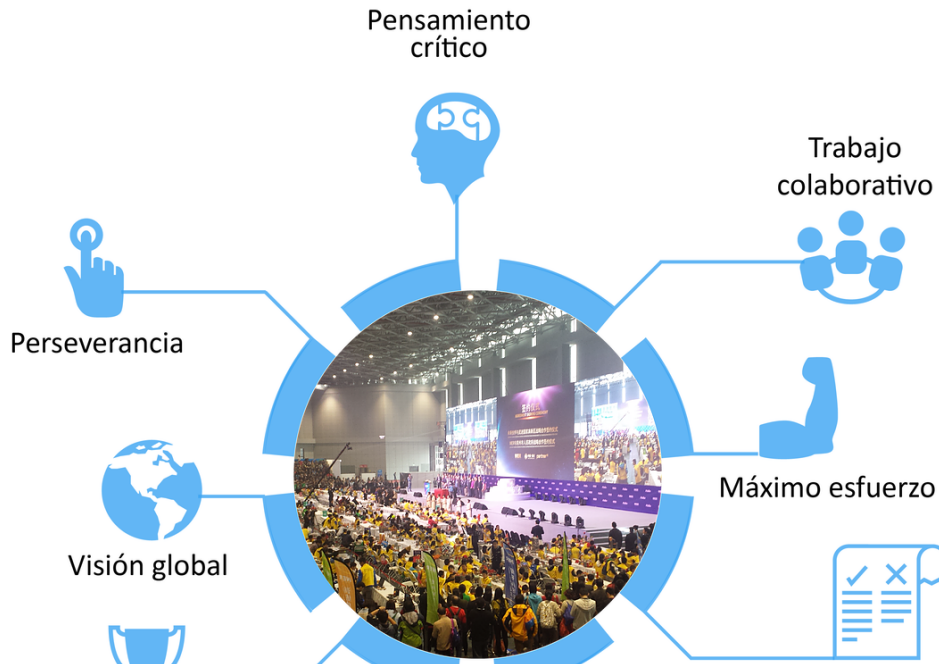 Pensamiento
crítico
Trabajo
colaborativo
Perseverancia
Máximo esfuerzo
Visión global